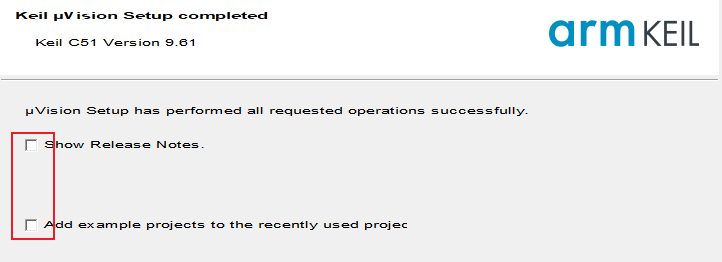 Keil µVision Setup completed
Keil C51 Version 9.61
arm KEIL
µVision Setup has performed all requested operations successfully.
Show Release Notes.
Add example projects to the recently used projec